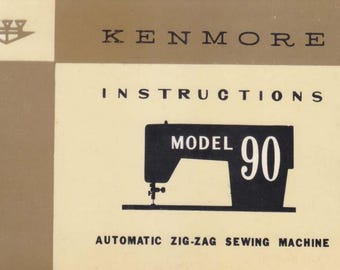 KENMORE
INSTRUCTIONS
MODEL 90
AUTOMATIC ZIG-ZAG SEWING MACHINE